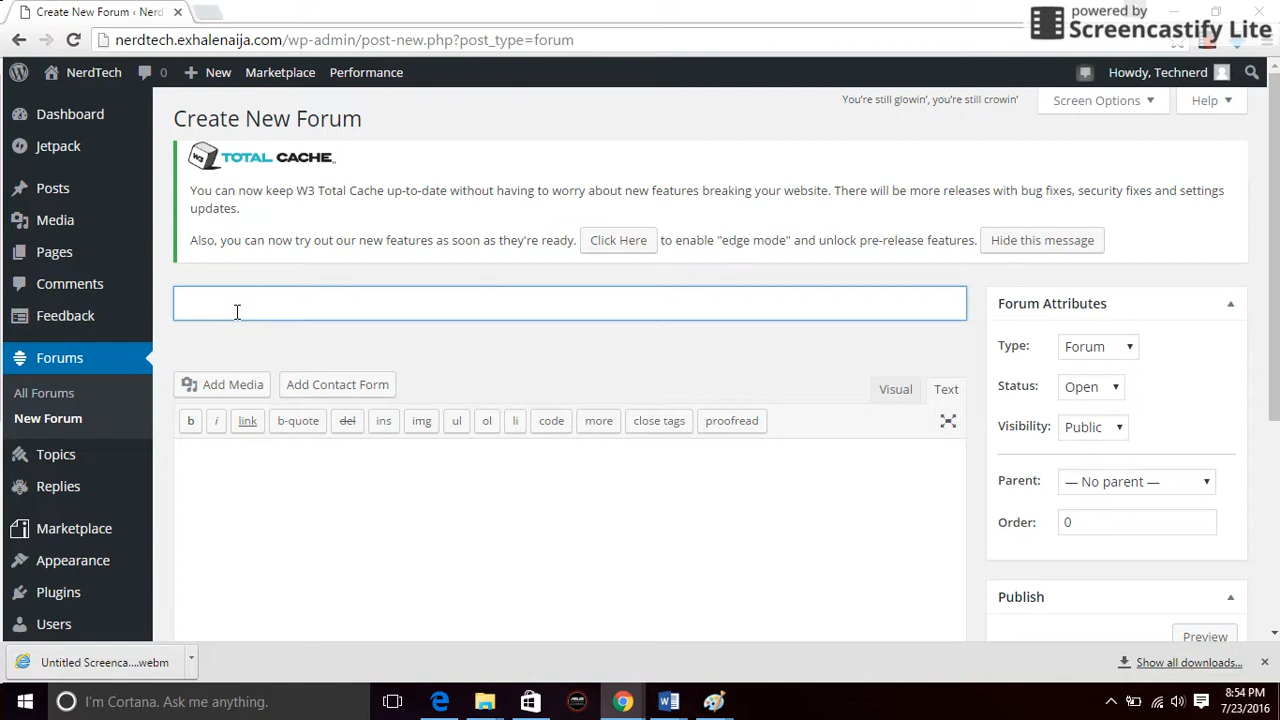 Create New Forum ‹ Nerd
powered by
Screencastify Lite
nerdtech.exhalenaija.com/wp-admin/post-new.php?post_type=forum
NerdTech 0 New Marketplace Performance Howdy, Technerd
You're still glowin', you're still crowin' Screen Options Help
Create New Forum
W3 TOTAL CACHE
You can now keep W3 Total Cache up-to-date without having to worry about new features breaking your website. There will be more releases with bug fixes, security fixes and settings
updates.
Also, you can now try out our new features as soon as they're ready. Click Here to enable "edge mode" and unlock pre-release features. Hide this message
Dashboard
Jetpack
Posts
Media
Pages
Comments
Feedback
Forums
All Forums
New Forum
Topics
Replies
Marketplace
Appearance
Plugins
Users
Add Media Add Contact Form Visual Text
b i link b-quote del ins img ul ol li code more close tags proofread
Forum Attributes
Type: Forum
Status: Open
Visibility: Public
Parent: — No parent —
Order: 0
Publish
Preview
Untitled Screenca....webm Show all downloads...
I'm Cortana. Ask me anything.
8:54 PM
7/23/2016